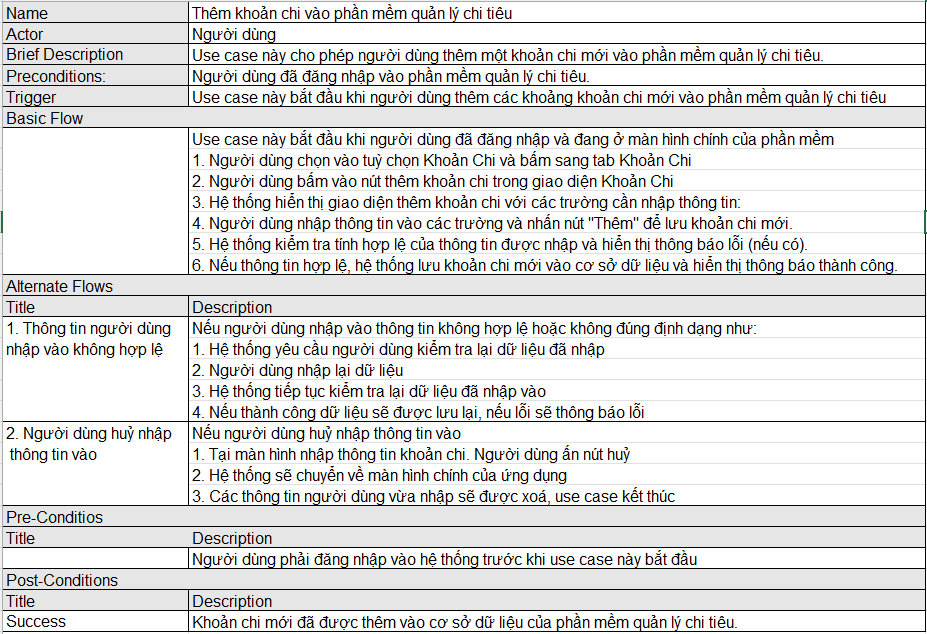 Name Thêm khoản chi vào phần mềm quản lý chi tiêu
Actor Người dùng
Brief Description Use case này cho phép người dùng thêm một khoản chi mới vào phần mềm quản lý chi tiêu.
Preconditions: Người dùng đã đăng nhập vào phần mềm quản lý chi tiêu.
Trigger Use case này bắt đầu khi người dùng thêm các khoảng khoản chi mới vào phần mềm quản lý chi tiêu
Basic Flow
Use case này bắt đầu khi người dùng đã đăng nhập và đang ở màn hình chính của phần mềm
1. Người dùng chọn vào tuỳ chọn Khoản Chi và bấm sang tab Khoản Chi
2. Người dùng bấm vào nút thêm khoản chi trong giao diện Khoản Chi
3. Hệ thống hiển thị giao diện thêm khoản chi với các trường cần nhập thông tin:
4. Người dùng nhập thông tin vào các trường và nhấn nút "Thêm" để lưu khoản chi mới.
5. Hệ thống kiểm tra tính hợp lệ của thông tin được nhập và hiển thị thông báo lỗi (nếu có).
6. Nếu thông tin hợp lệ, hệ thống lưu khoản chi mới vào cơ sở dữ liệu và hiển thị thông báo thành công.
Alternate Flows
Title Description
1. Thông tin người dùng Nếu người dùng nhập vào thông tin không hợp lệ hoặc không đúng định dạng như:
nhập vào không hợp lệ 1. Hệ thống yêu cầu người dùng kiểm tra lại dữ liệu đã nhập
2. Người dùng nhập lại dữ liệu
3. Hệ thống tiếp tục kiểm tra lại dữ liệu đã nhập vào
4. Nếu thành công dữ liệu sẽ được lưu lại, nếu lỗi sẽ thông báo lỗi
2. Người dùng huỷ nhập Nếu người dùng huỷ nhập thông tin vào
thông tin vào 1. Tại màn hình nhập thông tin khoản chi. Người dùng ấn nút huỷ
2. Hệ thống sẽ chuyển về màn hình chính của ứng dụng
3. Các thông tin người dùng vừa nhập sẽ được xoá, use case kết thúc
Pre-Conditios
Title Description
Người dùng phải đăng nhập vào hệ thống trước khi use case này bắt đầu
Post-Conditions
Title Description
Success Khoản chi mới đã được thêm vào cơ sở dữ liệu của phần mềm quản lý chi tiêu.